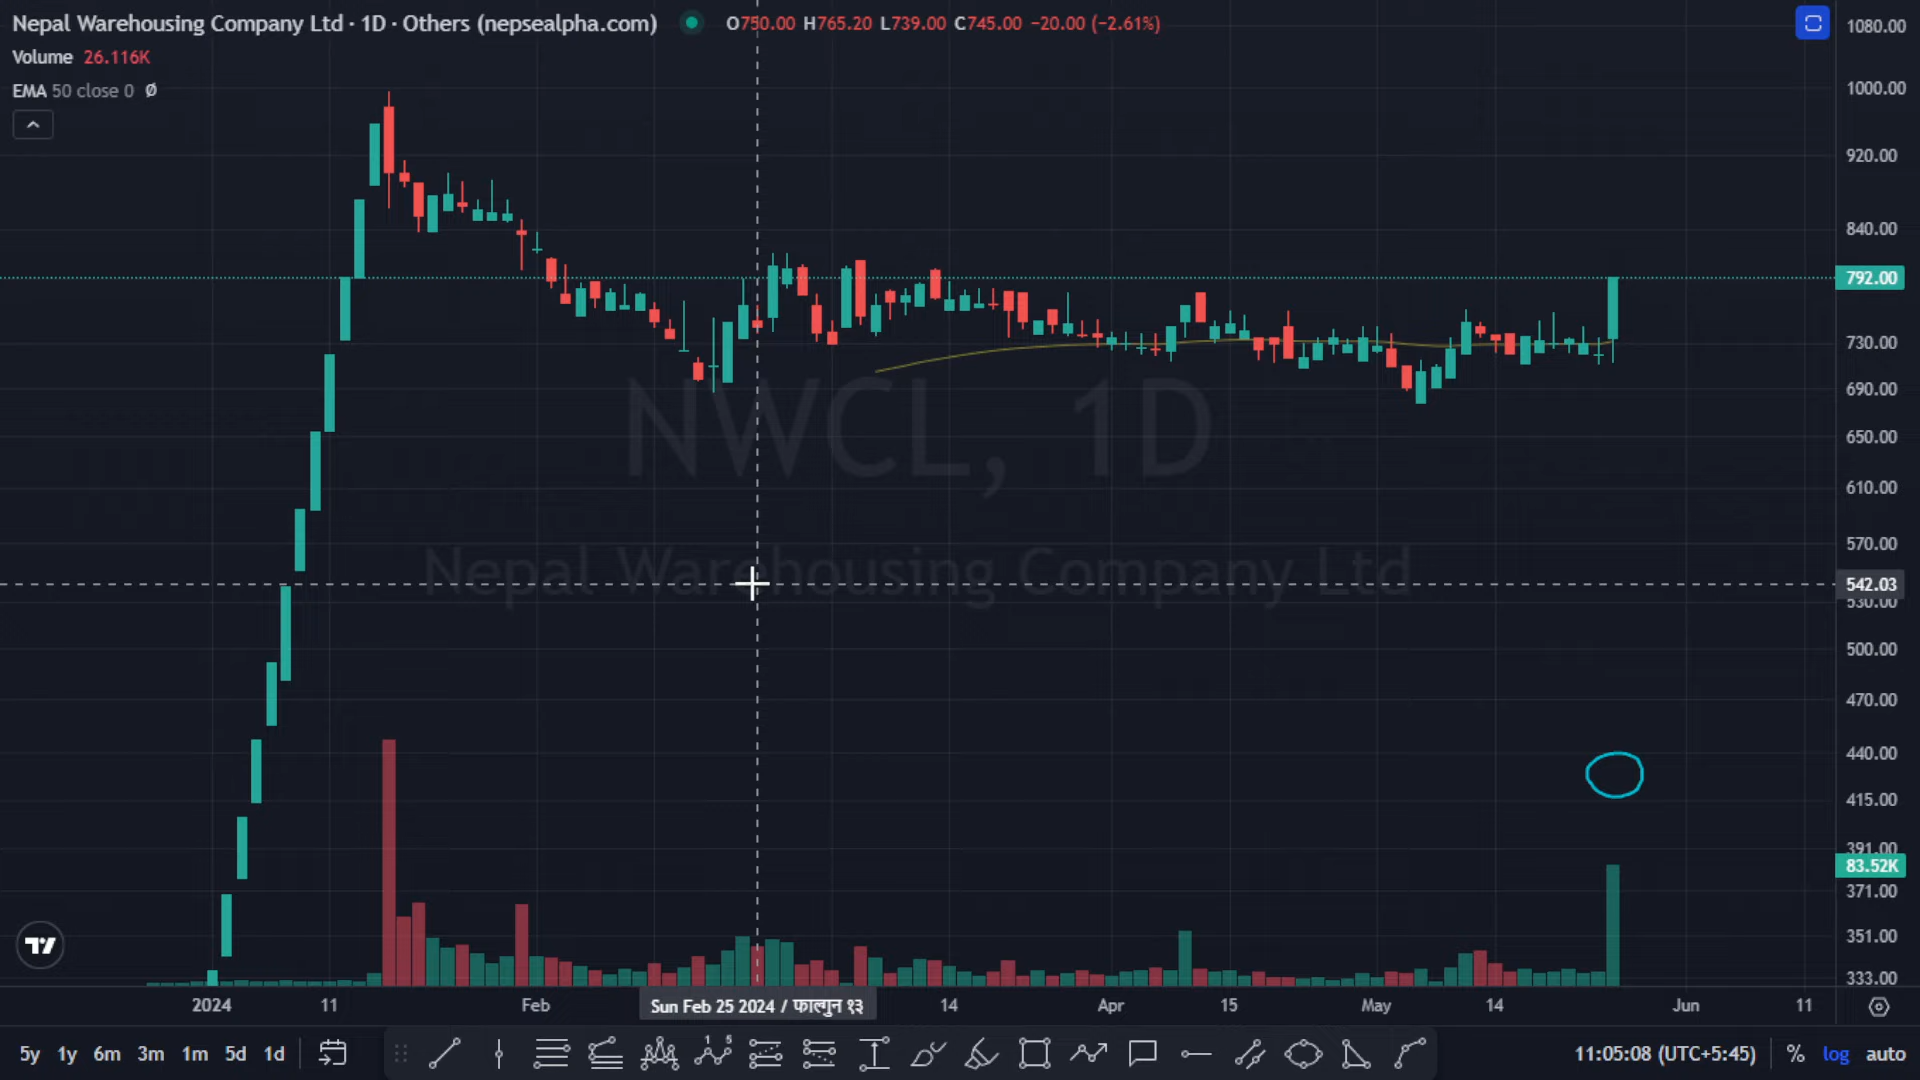 Nepal Warehousing Company Ltd · 1D · Others (nepsealpha.com) O750.00 H765.20 L739.00 C745.00 −20.00 (−2.61%)
Volume 26.116K
EMA 50 close 0 Ø
1080.00
1000.00
920.00
840.00
792.00
730.00
690.00
650.00
610.00
570.00
542.03
530.00
500.00
470.00
440.00
415.00
391.00
83.52K
371.00
351.00
333.00
NWCL, 1D
Nepal Warehousing Company Ltd
2024 11 Feb Sun Feb 25 2024 / फाल्गुन १३ 14 Apr 15 May 14 Jun 11
5y 1y 6m 3m 1m 5d 1d 1 5 11:05:08 (UTC+5:45) % log auto